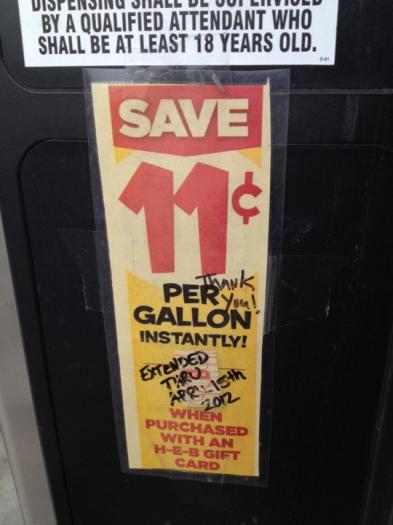 DISPENSING SHALL BE SUPERVISED
BY A QUALIFIED ATTENDANT WHO
SHALL BE AT LEAST 18 YEARS OLD.
SAVE
11¢
PER Thank
GALLON You!
INSTANTLY!
EXTENDED
THRU
APRIL 15th
2012
WHEN
PURCHASED
WITH AN
H-E-B GIFT
CARD